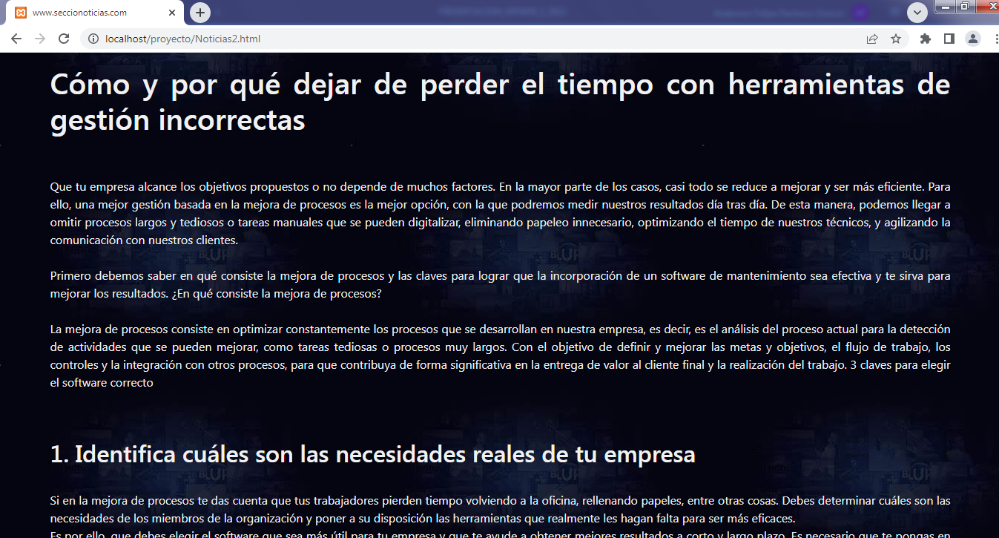 www.seccionoticias.com
localhost/proyecto/Noticias2.html
Cómo y por qué dejar de perder el tiempo con herramientas de
gestión incorrectas
Que tu empresa alcance los objetivos propuestos o no depende de muchos factores. En la mayor parte de los casos, casi todo se reduce a mejorar y ser más eficiente. Para
ello, una mejor gestión basada en la mejora de procesos es la mejor opción, con la que podremos medir nuestros resultados día tras día. De esta manera, podemos llegar a
omitir procesos largos y tediosos o tareas manuales que se pueden digitalizar, eliminando papeleo innecesario, optimizando el tiempo de nuestros técnicos, y agilizando la
comunicación con nuestros clientes.
Primero debemos saber en qué consiste la mejora de procesos y las claves para lograr que la incorporación de un software de mantenimiento sea efectiva y te sirva para
mejorar los resultados. ¿En qué consiste la mejora de procesos?
La mejora de procesos consiste en optimizar constantemente los procesos que se desarrollan en nuestra empresa, es decir, es el análisis del proceso actual para la detección
de actividades que se pueden mejorar, como tareas tediosas o procesos muy largos. Con el objetivo de definir y mejorar las metas y objetivos, el flujo de trabajo, los
controles y la integración con otros procesos, para que contribuya de forma significativa en la entrega de valor al cliente final y la realización del trabajo. 3 claves para elegir
el software correcto
1. Identifica cuáles son las necesidades reales de tu empresa
Si en la mejora de procesos te das cuenta que tus trabajadores pierden tiempo volviendo a la oficina, rellenando papeles, entre otras cosas. Debes determinar cuáles son las
necesidades de los miembros de la organización y poner a su disposición las herramientas que realmente les hagan falta para ser más eficaces.
Es por ello, que debes elegir el software que sea más útil para tu empresa y que te ayude a obtener mejores resultados a corto y largo plazo. Es necesario que te pongas en